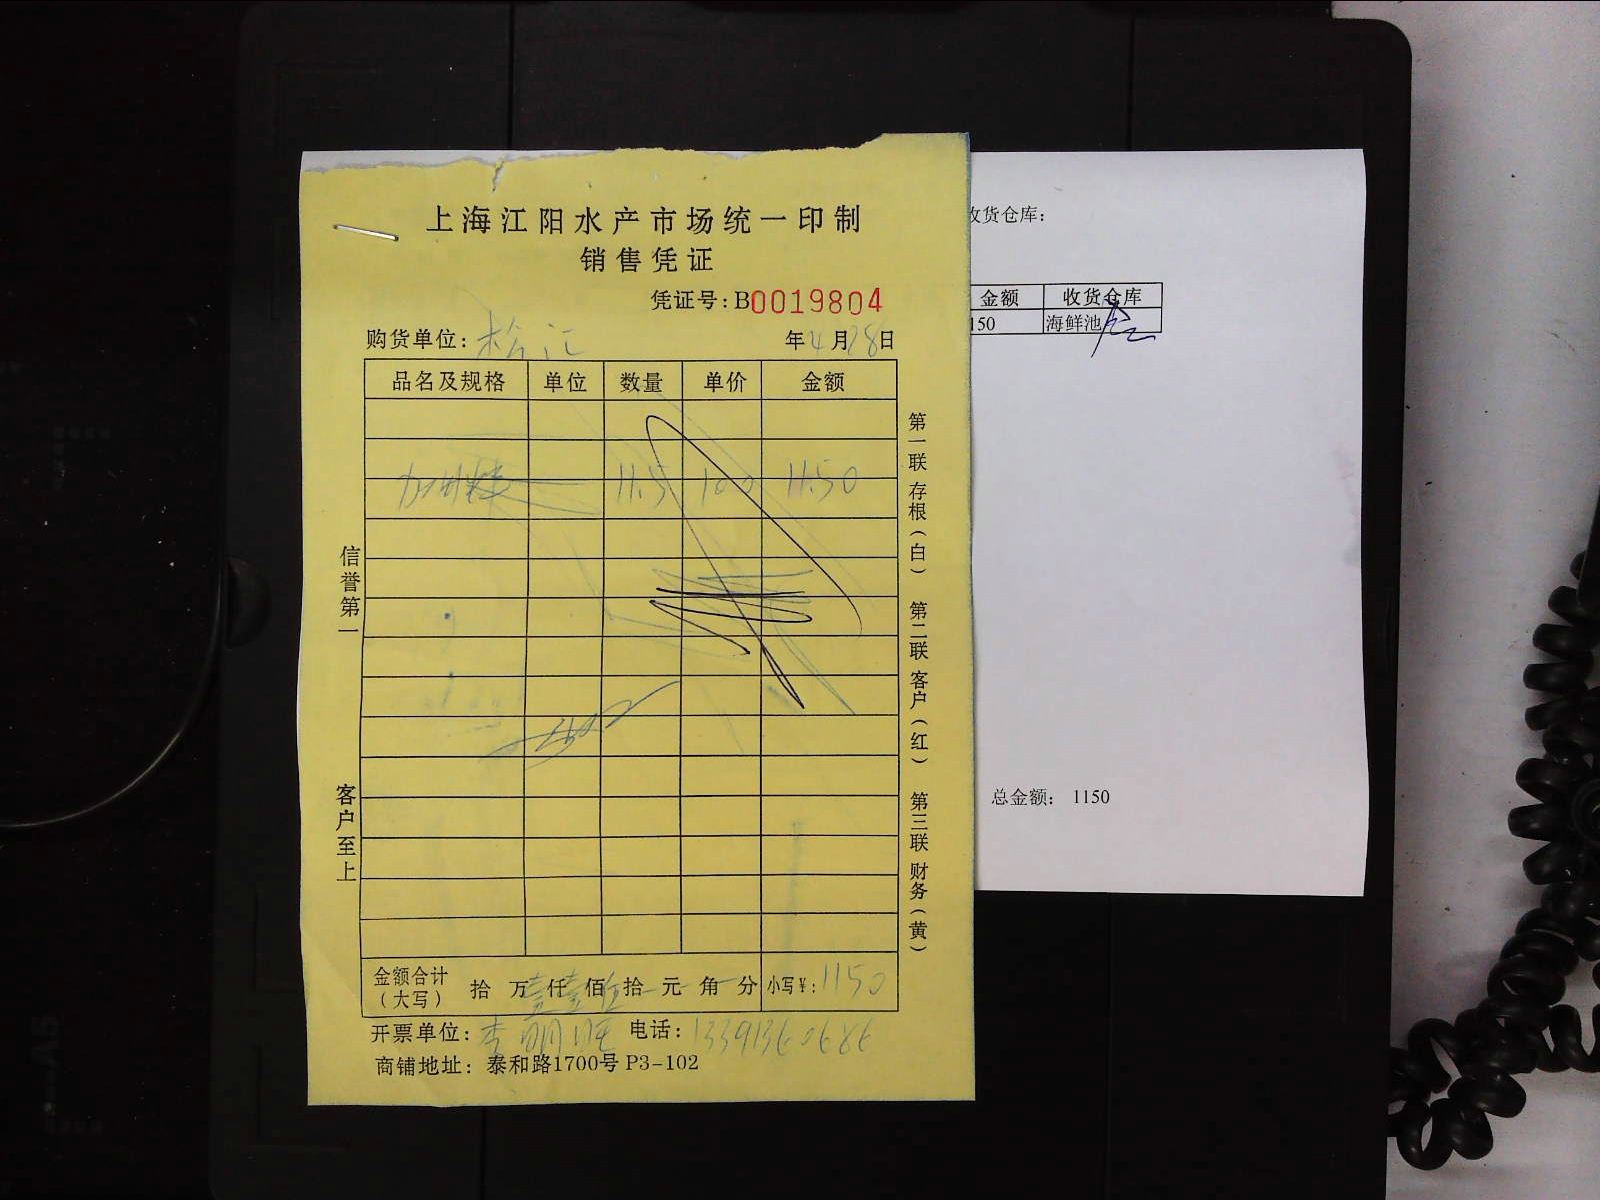 上海江阳水产市场统一印制
销售凭证
凭证号:B0019804
购货单位: 松江 年4月28日
品名及规格 单位 数量 单价 金额
11.5 100 1150
信誉第一
客户至上
第一联 存根(白) 第二联 客户(红) 第三联 财务(黄)
金额合计(大写) 拾 万 仟 佰 拾 元 角 分 小写¥: 1150
开票单位: 李明旺 电话: 13391360686
商铺地址: 泰和路1700号 P3-102
收货仓库:
金额 收货仓库
150 海鲜池
总金额: 1150